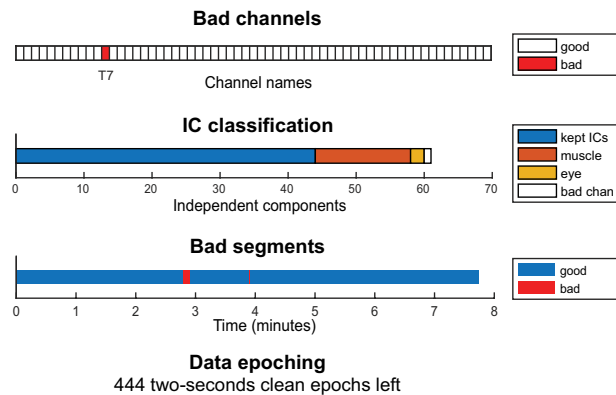 Bad channels
good
bad
T7
Channel names
IC classification
kept ICs
muscle
eye
bad chan
0 10 20 30 40 50 60 70
Independent components
Bad segments
good
bad
0 1 2 3 4 5 6 7 8
Time (minutes)
Data epoching
444 two-seconds clean epochs left